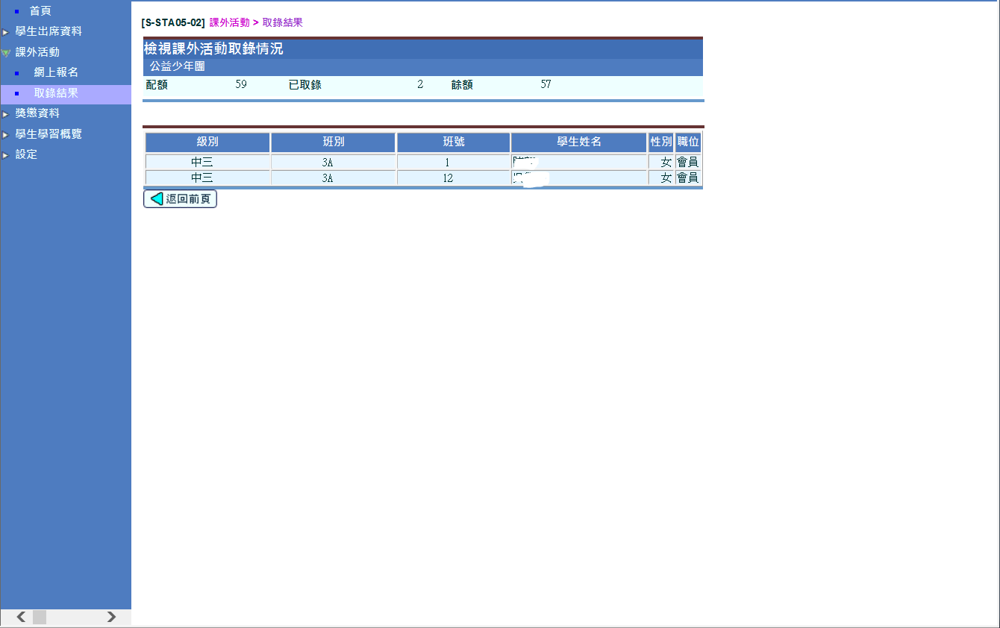 首頁
學生出席資料
課外活動
網上報名
取錄結果
獎懲資料
學生學習概覽
設定
[S-STA05-02] 課外活動 > 取錄結果
檢視課外活動取錄情況
公益少年團
配額 59 已取錄 2 餘額 57
級別 班別 班號 學生姓名 性別 職位
中三 3A 1 女 會員
中三 3A 12 女 會員
返回前頁